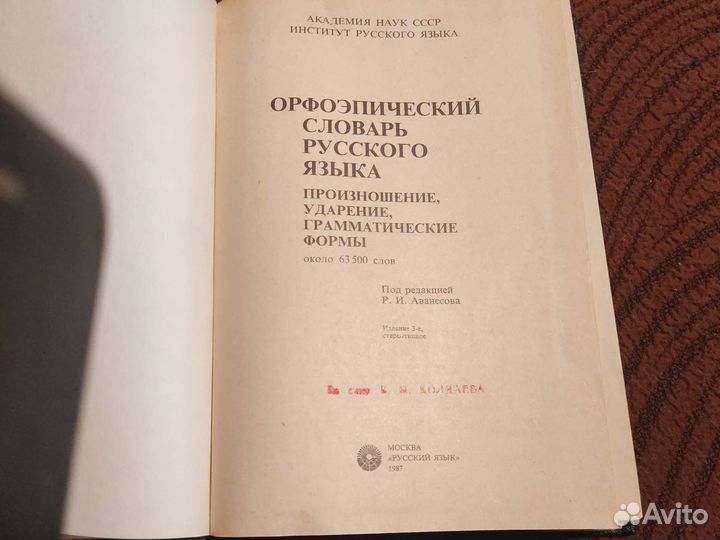 АКАДЕМИЯ НАУК СССР
ИНСТИТУТ РУССКОГО ЯЗЫКА
ОРФОЭПИЧЕСКИЙ
СЛОВАРЬ
РУССКОГО
ЯЗЫКА
ПРОИЗНОШЕНИЕ,
УДАРЕНИЕ,
ГРАММАТИЧЕСКИЕ
ФОРМЫ
около 63 500 слов
Под редакцией
Р. И. Аванесова
Издание 3-е,
стереотипное
МОСКВА
«РУССКИЙ ЯЗЫК»
1987
Avito